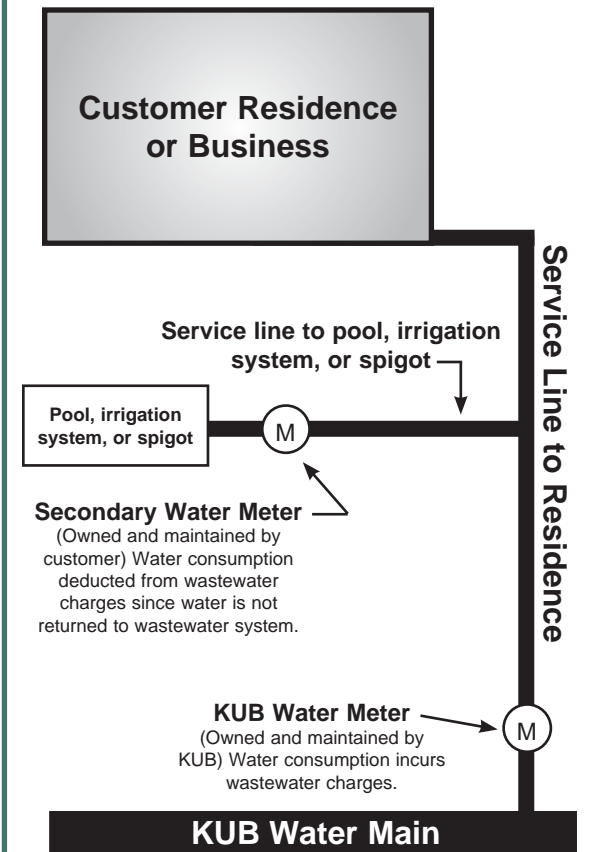 Customer Residence
or Business
Service Line to Residence
Service line to pool, irrigation
system, or spigot
Pool, irrigation
system, or spigot
M
Secondary Water Meter
(Owned and maintained by
customer) Water consumption
deducted from wastewater
charges since water is not
returned to wastewater system.
KUB Water Meter
(Owned and maintained by
KUB) Water consumption incurs
wastewater charges.
M
KUB Water Main